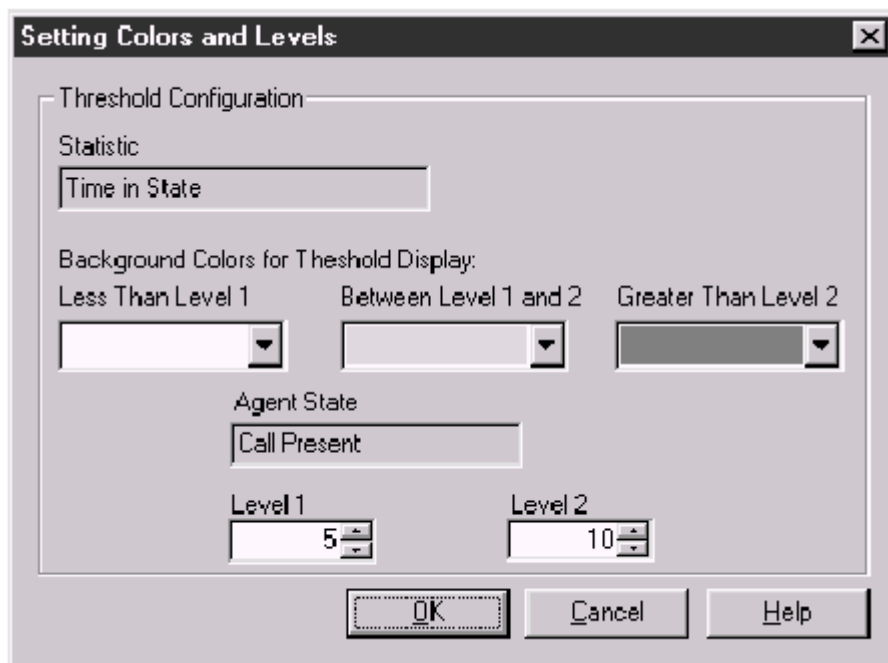 Setting Colors and Levels
Threshold Configuration
Statistic
Time in State
Background Colors for Theshold Display:
Less Than Level 1
Between Level 1 and 2
Greater Than Level 2
Agent State
Call Present
Level 1
Level 2
5
10
OK
Cancel
Help